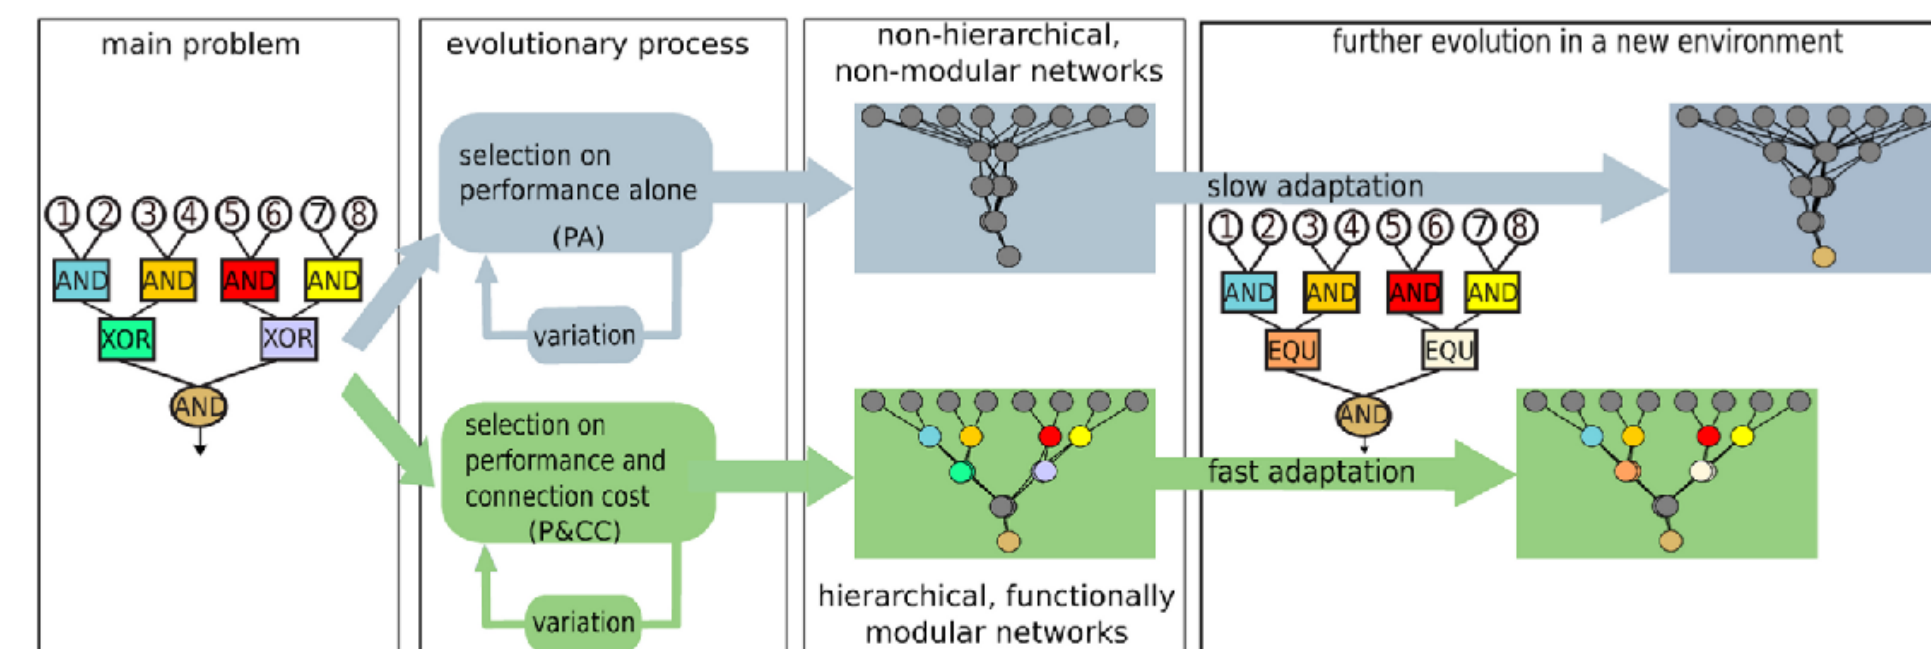 main problem
① ② ③ ④ ⑤ ⑥ ⑦ ⑧
AND AND AND AND
XOR XOR
AND
evolutionary process
selection on
performance alone
(PA)
variation
selection on
performance and
connection cost
(P&CC)
variation
non-hierarchical,
non-modular networks
hierarchical, functionally
modular networks
further evolution in a new environment
slow adaptation
① ② ③ ④ ⑤ ⑥ ⑦ ⑧
AND AND AND AND
EQU EQU
AND
fast adaptation